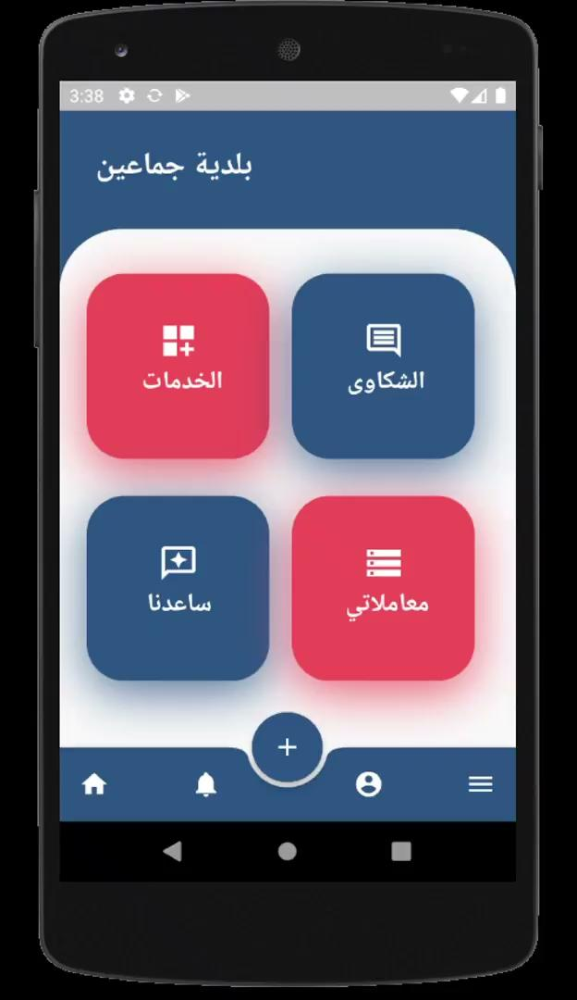 3:38
بلدية جماعين
الشكاوى
الخدمات
معاملاتي
ساعدنا